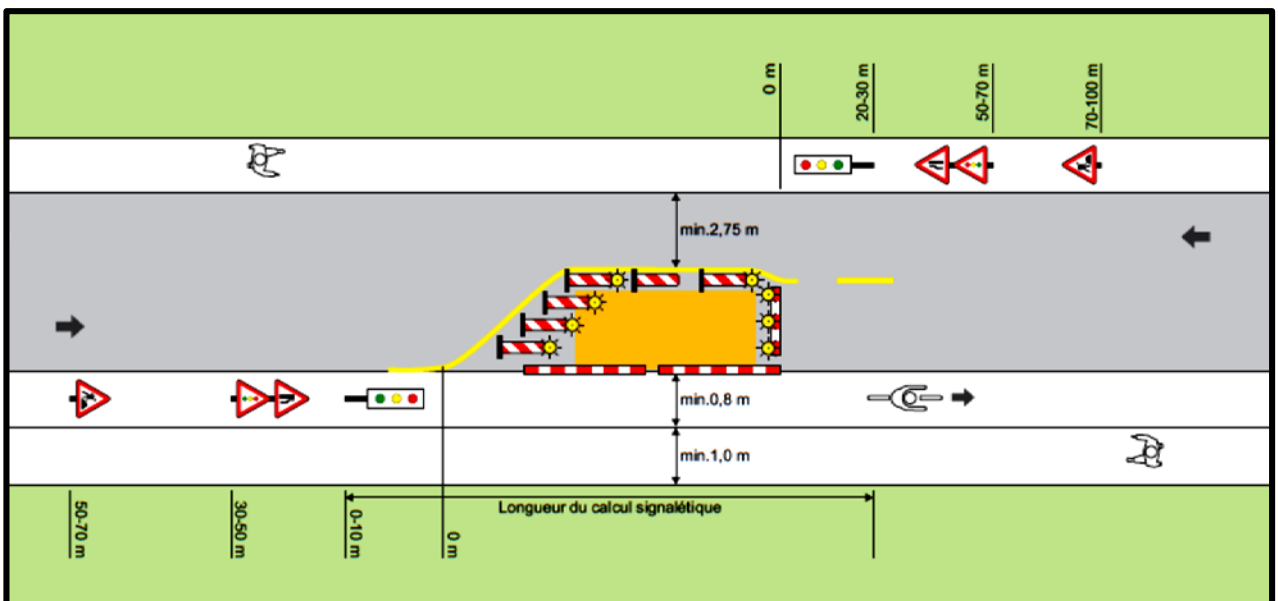 0 m
20-30 m
50-70 m
70-100 m
min.2,75 m
min.0,8 m
min.1,0 m
Longueur du calcul signalétique
50-70 m
30-50 m
0-10 m
0 m